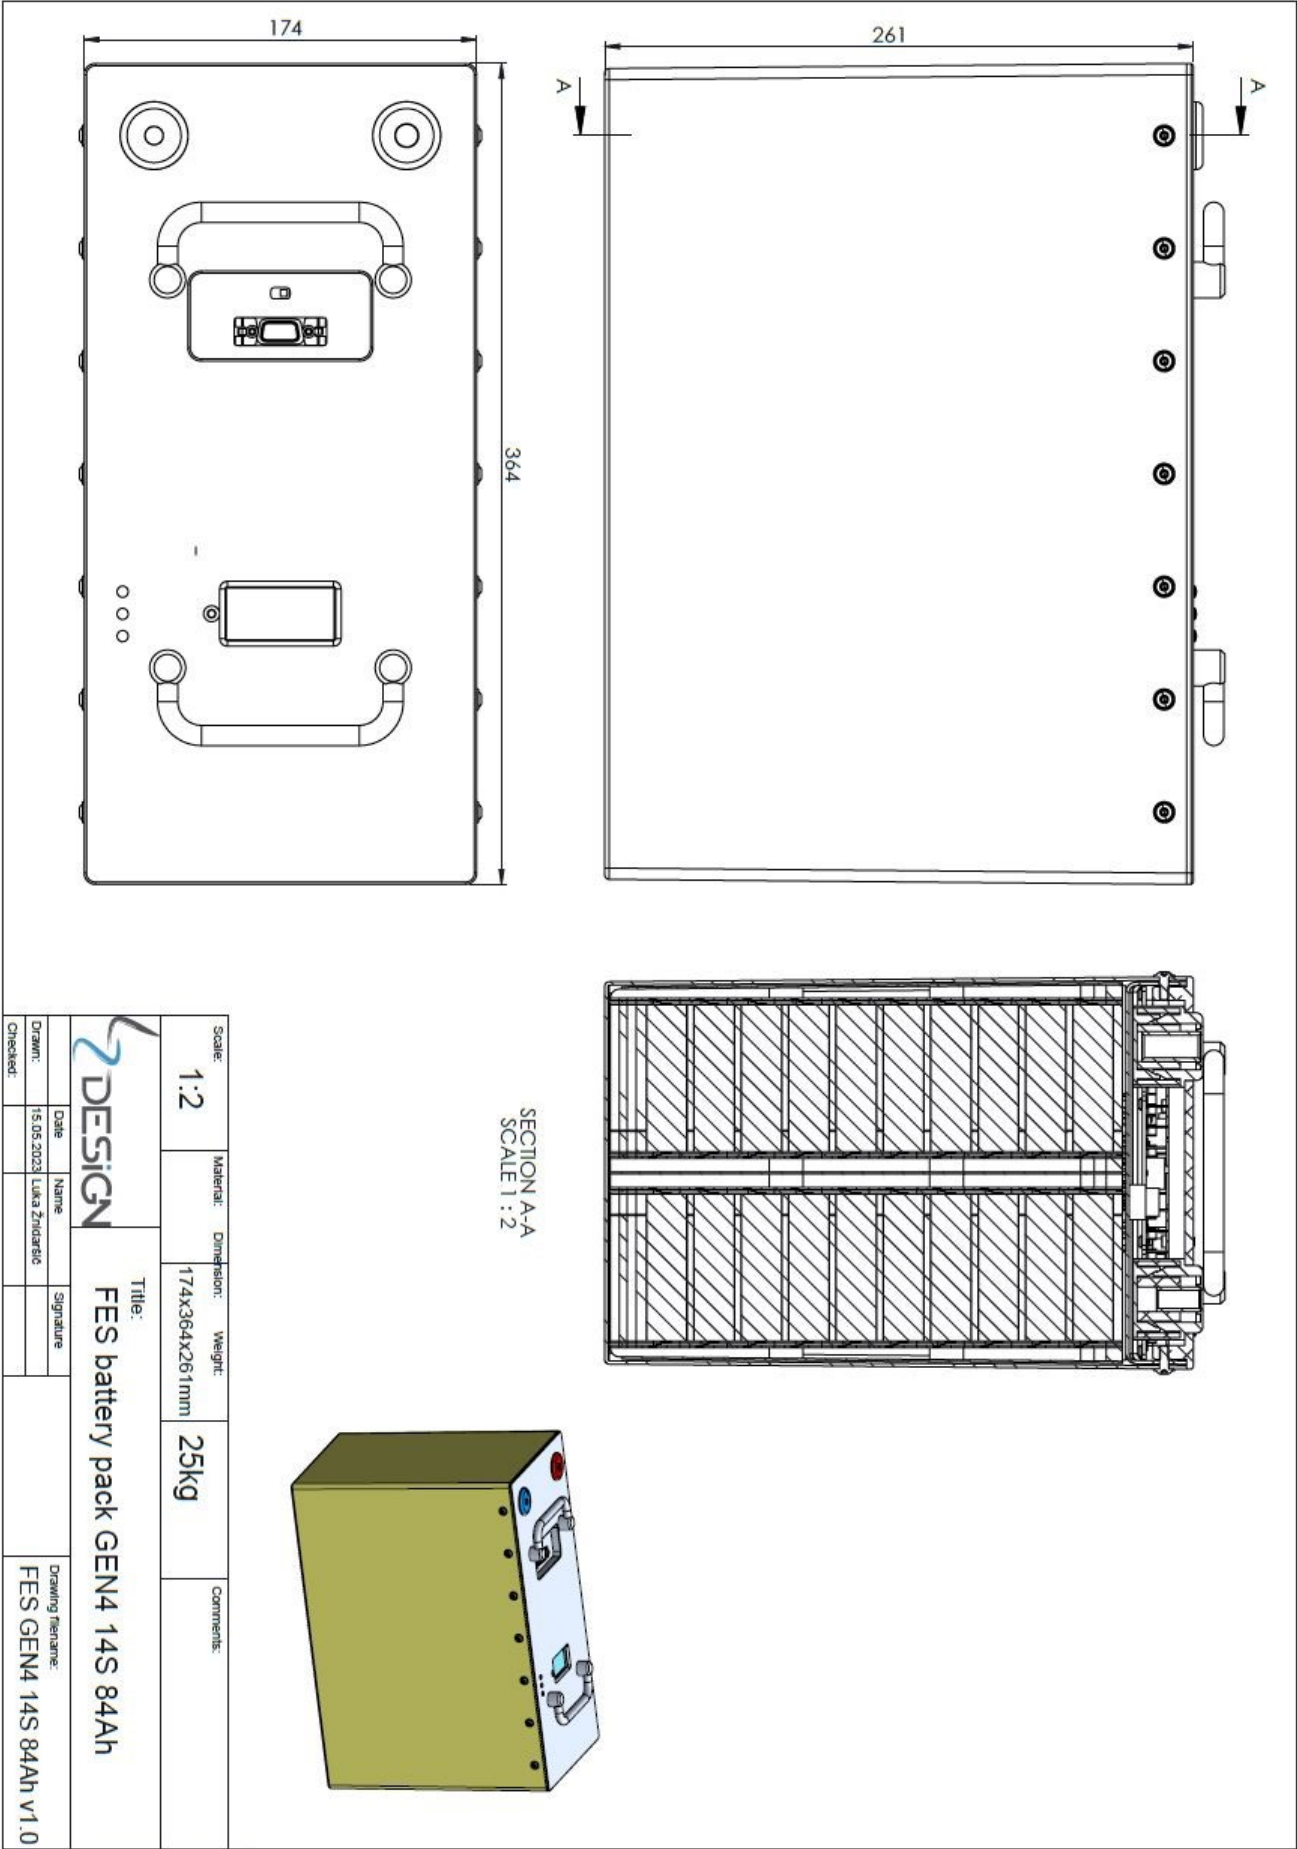 174
364
261
A
A
SECTION A-A
SCALE 1 : 2
Scale:
1:2
Material:
Dimension:
174x364x261mm
Weight:
25kg
Comments:
DESiGN
Title:
FES battery pack GEN4 14S 84Ah
Date
Name
Signature
Drawn:
15.05.2023
Luka Žnidaršič
Checked:
Drawing filename:
FES GEN4 14S 84Ah v1.0